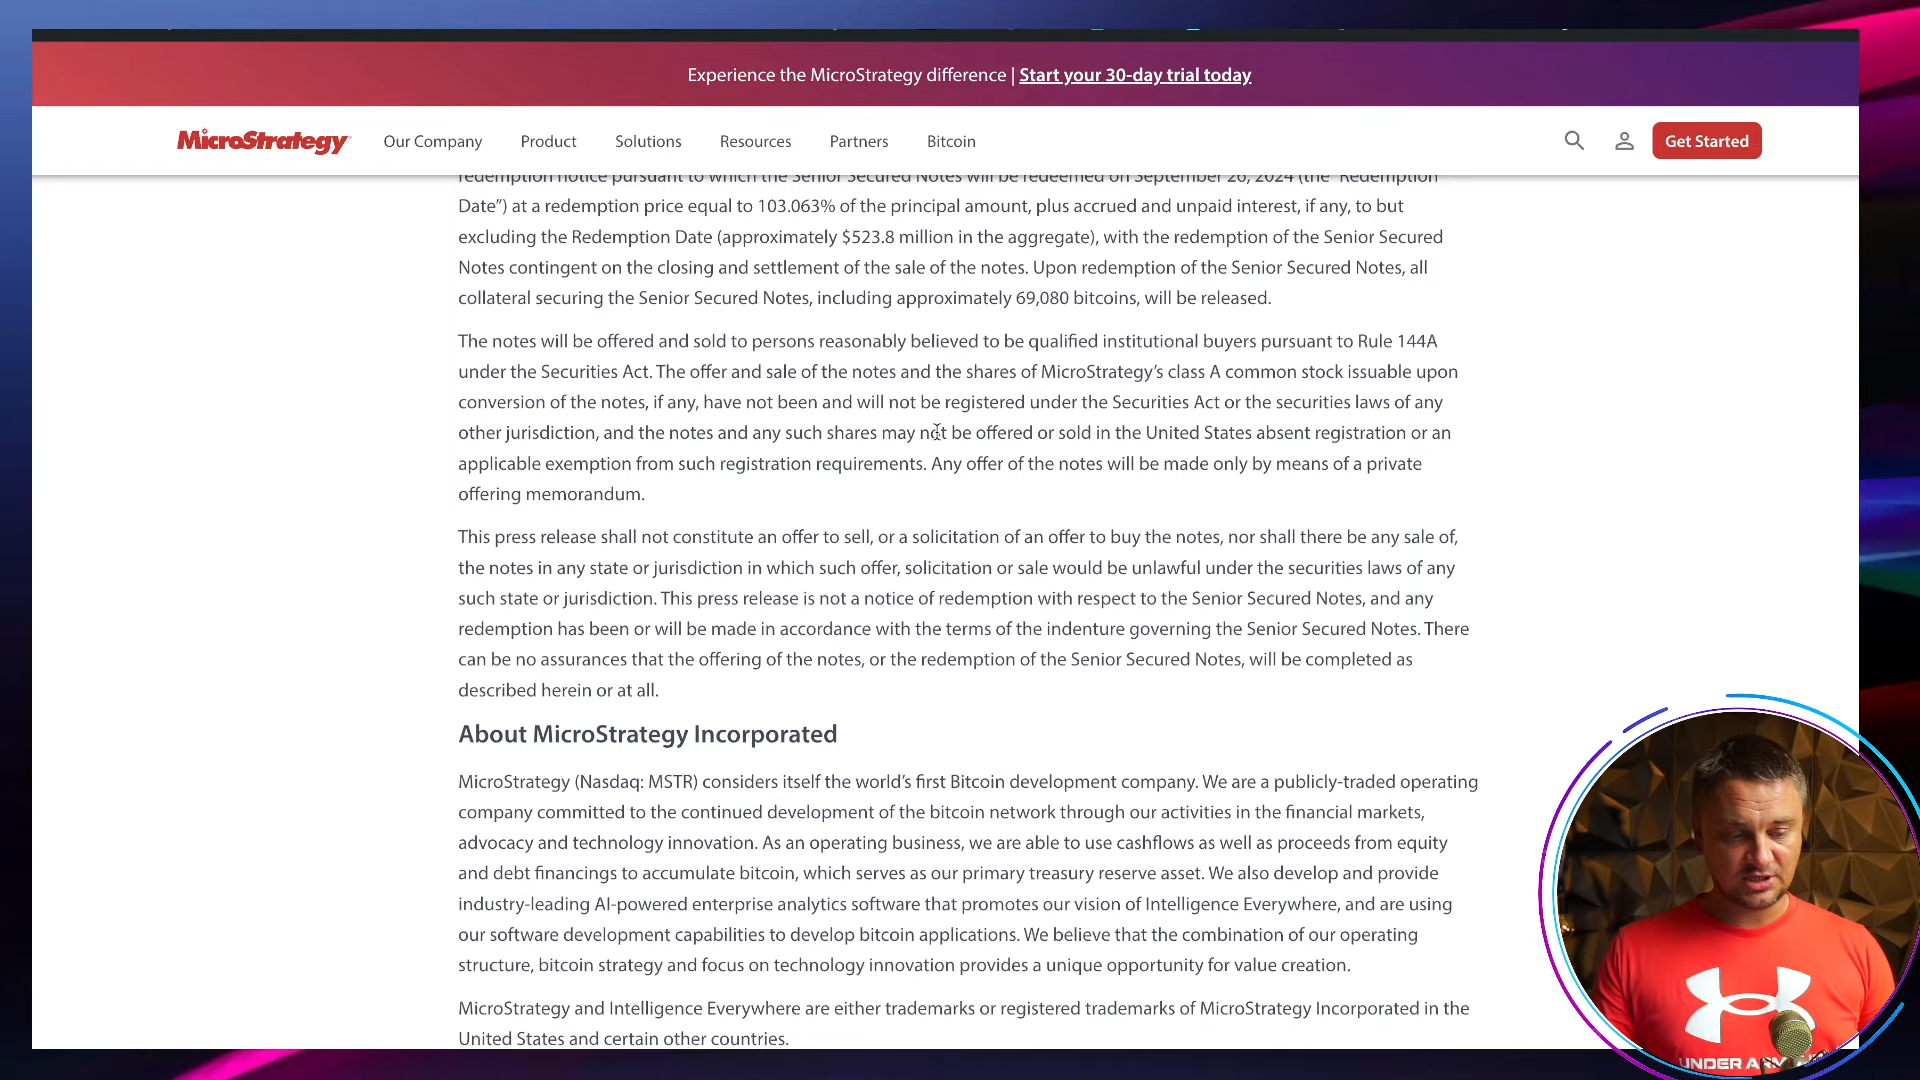 Experience the MicroStrategy difference | Start your 30-day trial today
MicroStrategy Our Company Product Solutions Resources Partners Bitcoin Get Started
redemption notice pursuant to which the Senior Secured Notes will be redeemed on September 26, 2024 (the "Redemption
Date”) at a redemption price equal to 103.063% of the principal amount, plus accrued and unpaid interest, if any, to but
excluding the Redemption Date (approximately $523.8 million in the aggregate), with the redemption of the Senior Secured
Notes contingent on the closing and settlement of the sale of the notes. Upon redemption of the Senior Secured Notes, all
collateral securing the Senior Secured Notes, including approximately 69,080 bitcoins, will be released.
The notes will be offered and sold to persons reasonably believed to be qualified institutional buyers pursuant to Rule 144A
under the Securities Act. The offer and sale of the notes and the shares of MicroStrategy’s class A common stock issuable upon
conversion of the notes, if any, have not been and will not be registered under the Securities Act or the securities laws of any
other jurisdiction, and the notes and any such shares may not be offered or sold in the United States absent registration or an
applicable exemption from such registration requirements. Any offer of the notes will be made only by means of a private
offering memorandum.
This press release shall not constitute an offer to sell, or a solicitation of an offer to buy the notes, nor shall there be any sale of,
the notes in any state or jurisdiction in which such offer, solicitation or sale would be unlawful under the securities laws of any
such state or jurisdiction. This press release is not a notice of redemption with respect to the Senior Secured Notes, and any
redemption has been or will be made in accordance with the terms of the indenture governing the Senior Secured Notes. There
can be no assurances that the offering of the notes, or the redemption of the Senior Secured Notes, will be completed as
described herein or at all.
About MicroStrategy Incorporated
MicroStrategy (Nasdaq: MSTR) considers itself the world’s first Bitcoin development company. We are a publicly-traded operating
company committed to the continued development of the bitcoin network through our activities in the financial markets,
advocacy and technology innovation. As an operating business, we are able to use cashflows as well as proceeds from equity
and debt financings to accumulate bitcoin, which serves as our primary treasury reserve asset. We also develop and provide
industry-leading AI-powered enterprise analytics software that promotes our vision of Intelligence Everywhere, and are using
our software development capabilities to develop bitcoin applications. We believe that the combination of our operating
structure, bitcoin strategy and focus on technology innovation provides a unique opportunity for value creation.
MicroStrategy and Intelligence Everywhere are either trademarks or registered trademarks of MicroStrategy Incorporated in the
United States and certain other countries.
UNDER